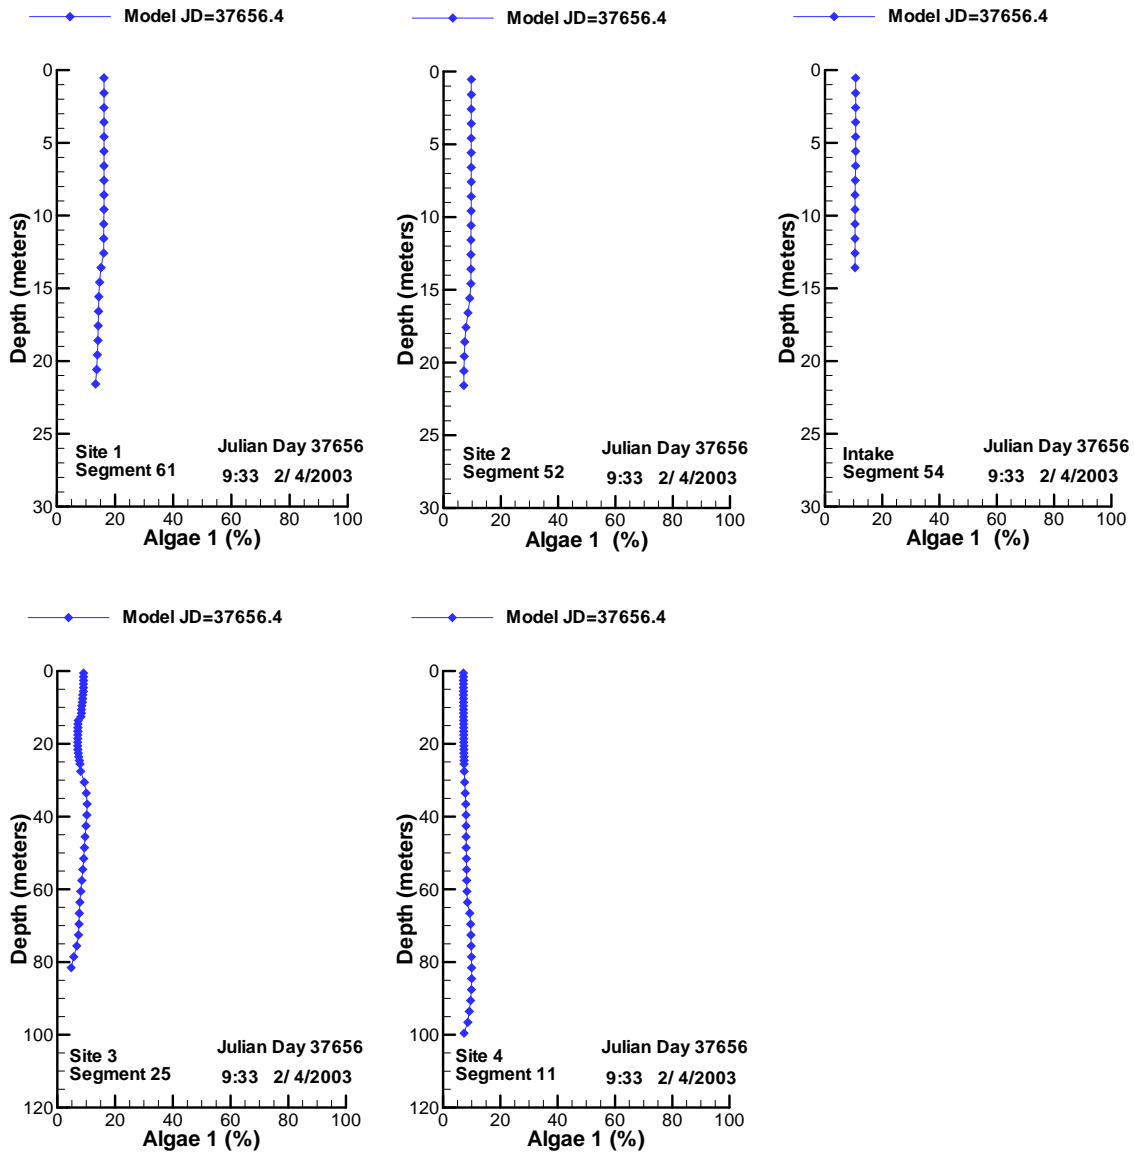 Model JD=37656.4
0
5
10
15
20
25
30
Depth (meters)
Site 1
Segment 61
Julian Day 37656
9:33 2/ 4/2003
0 20 40 60 80 100
Algae 1 (%)
Model JD=37656.4
0
5
10
15
20
25
30
Depth (meters)
Site 2
Segment 52
Julian Day 37656
9:33 2/ 4/2003
0 20 40 60 80 100
Algae 1 (%)
Model JD=37656.4
0
5
10
15
20
25
30
Depth (meters)
Intake
Segment 54
Julian Day 37656
9:33 2/ 4/2003
0 20 40 60 80 100
Algae 1 (%)
Model JD=37656.4
0
20
40
60
80
100
120
Depth (meters)
Site 3
Segment 25
Julian Day 37656
9:33 2/ 4/2003
0 20 40 60 80 100
Algae 1 (%)
Model JD=37656.4
0
20
40
60
80
100
120
Depth (meters)
Site 4
Segment 11
Julian Day 37656
9:33 2/ 4/2003
0 20 40 60 80 100
Algae 1 (%)